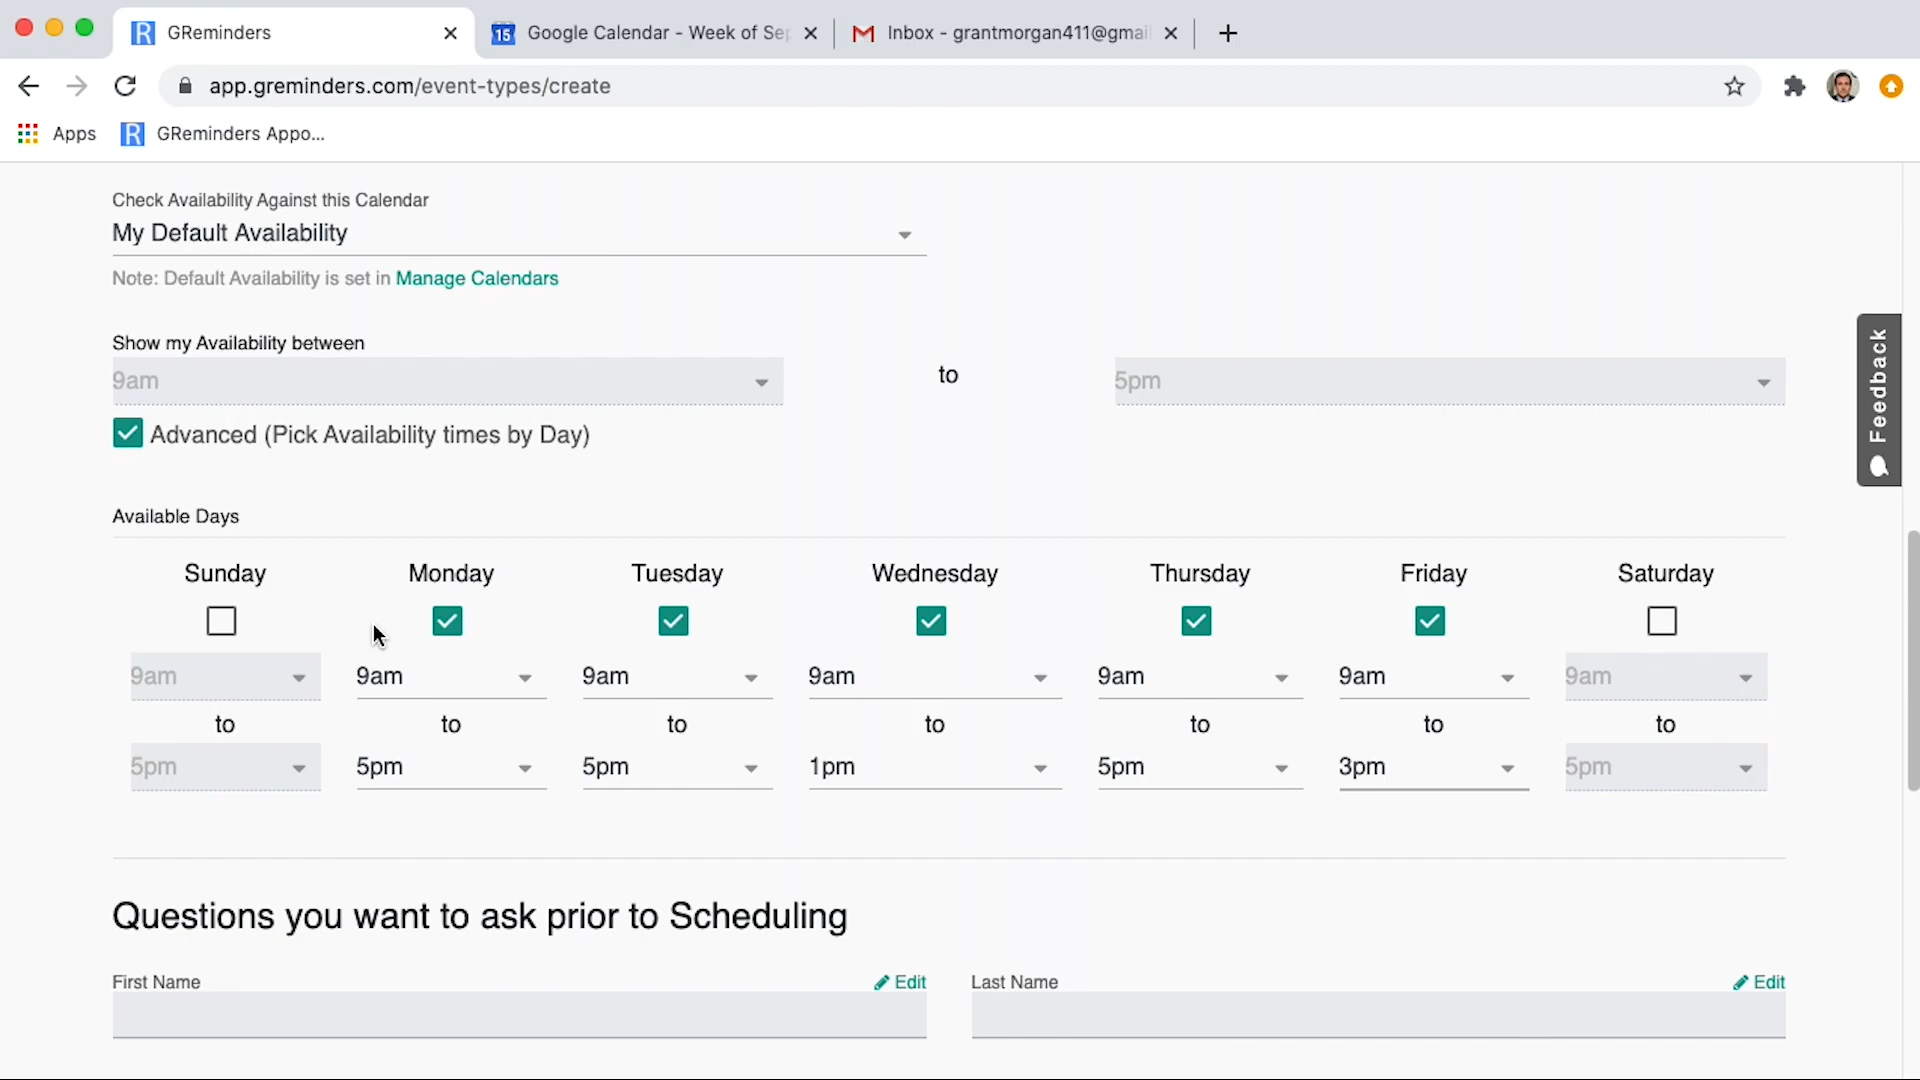 GReminders
15 Google Calendar - Week of Sep
Inbox - grantmorgan411@gmai
app.greminders.com/event-types/create
Apps
R GReminders Appo...
Check Availability Against this Calendar
My Default Availability
Note: Default Availability is set in Manage Calendars
Show my Availability between
9am to 5pm
Advanced (Pick Availability times by Day)
Feedback
Available Days
Sunday Monday Tuesday Wednesday Thursday Friday Saturday
9am 9am 9am 9am 9am 9am 9am
to to to to to to to
5pm 5pm 5pm 1pm 5pm 3pm 5pm
Questions you want to ask prior to Scheduling
First Name Edit Last Name Edit